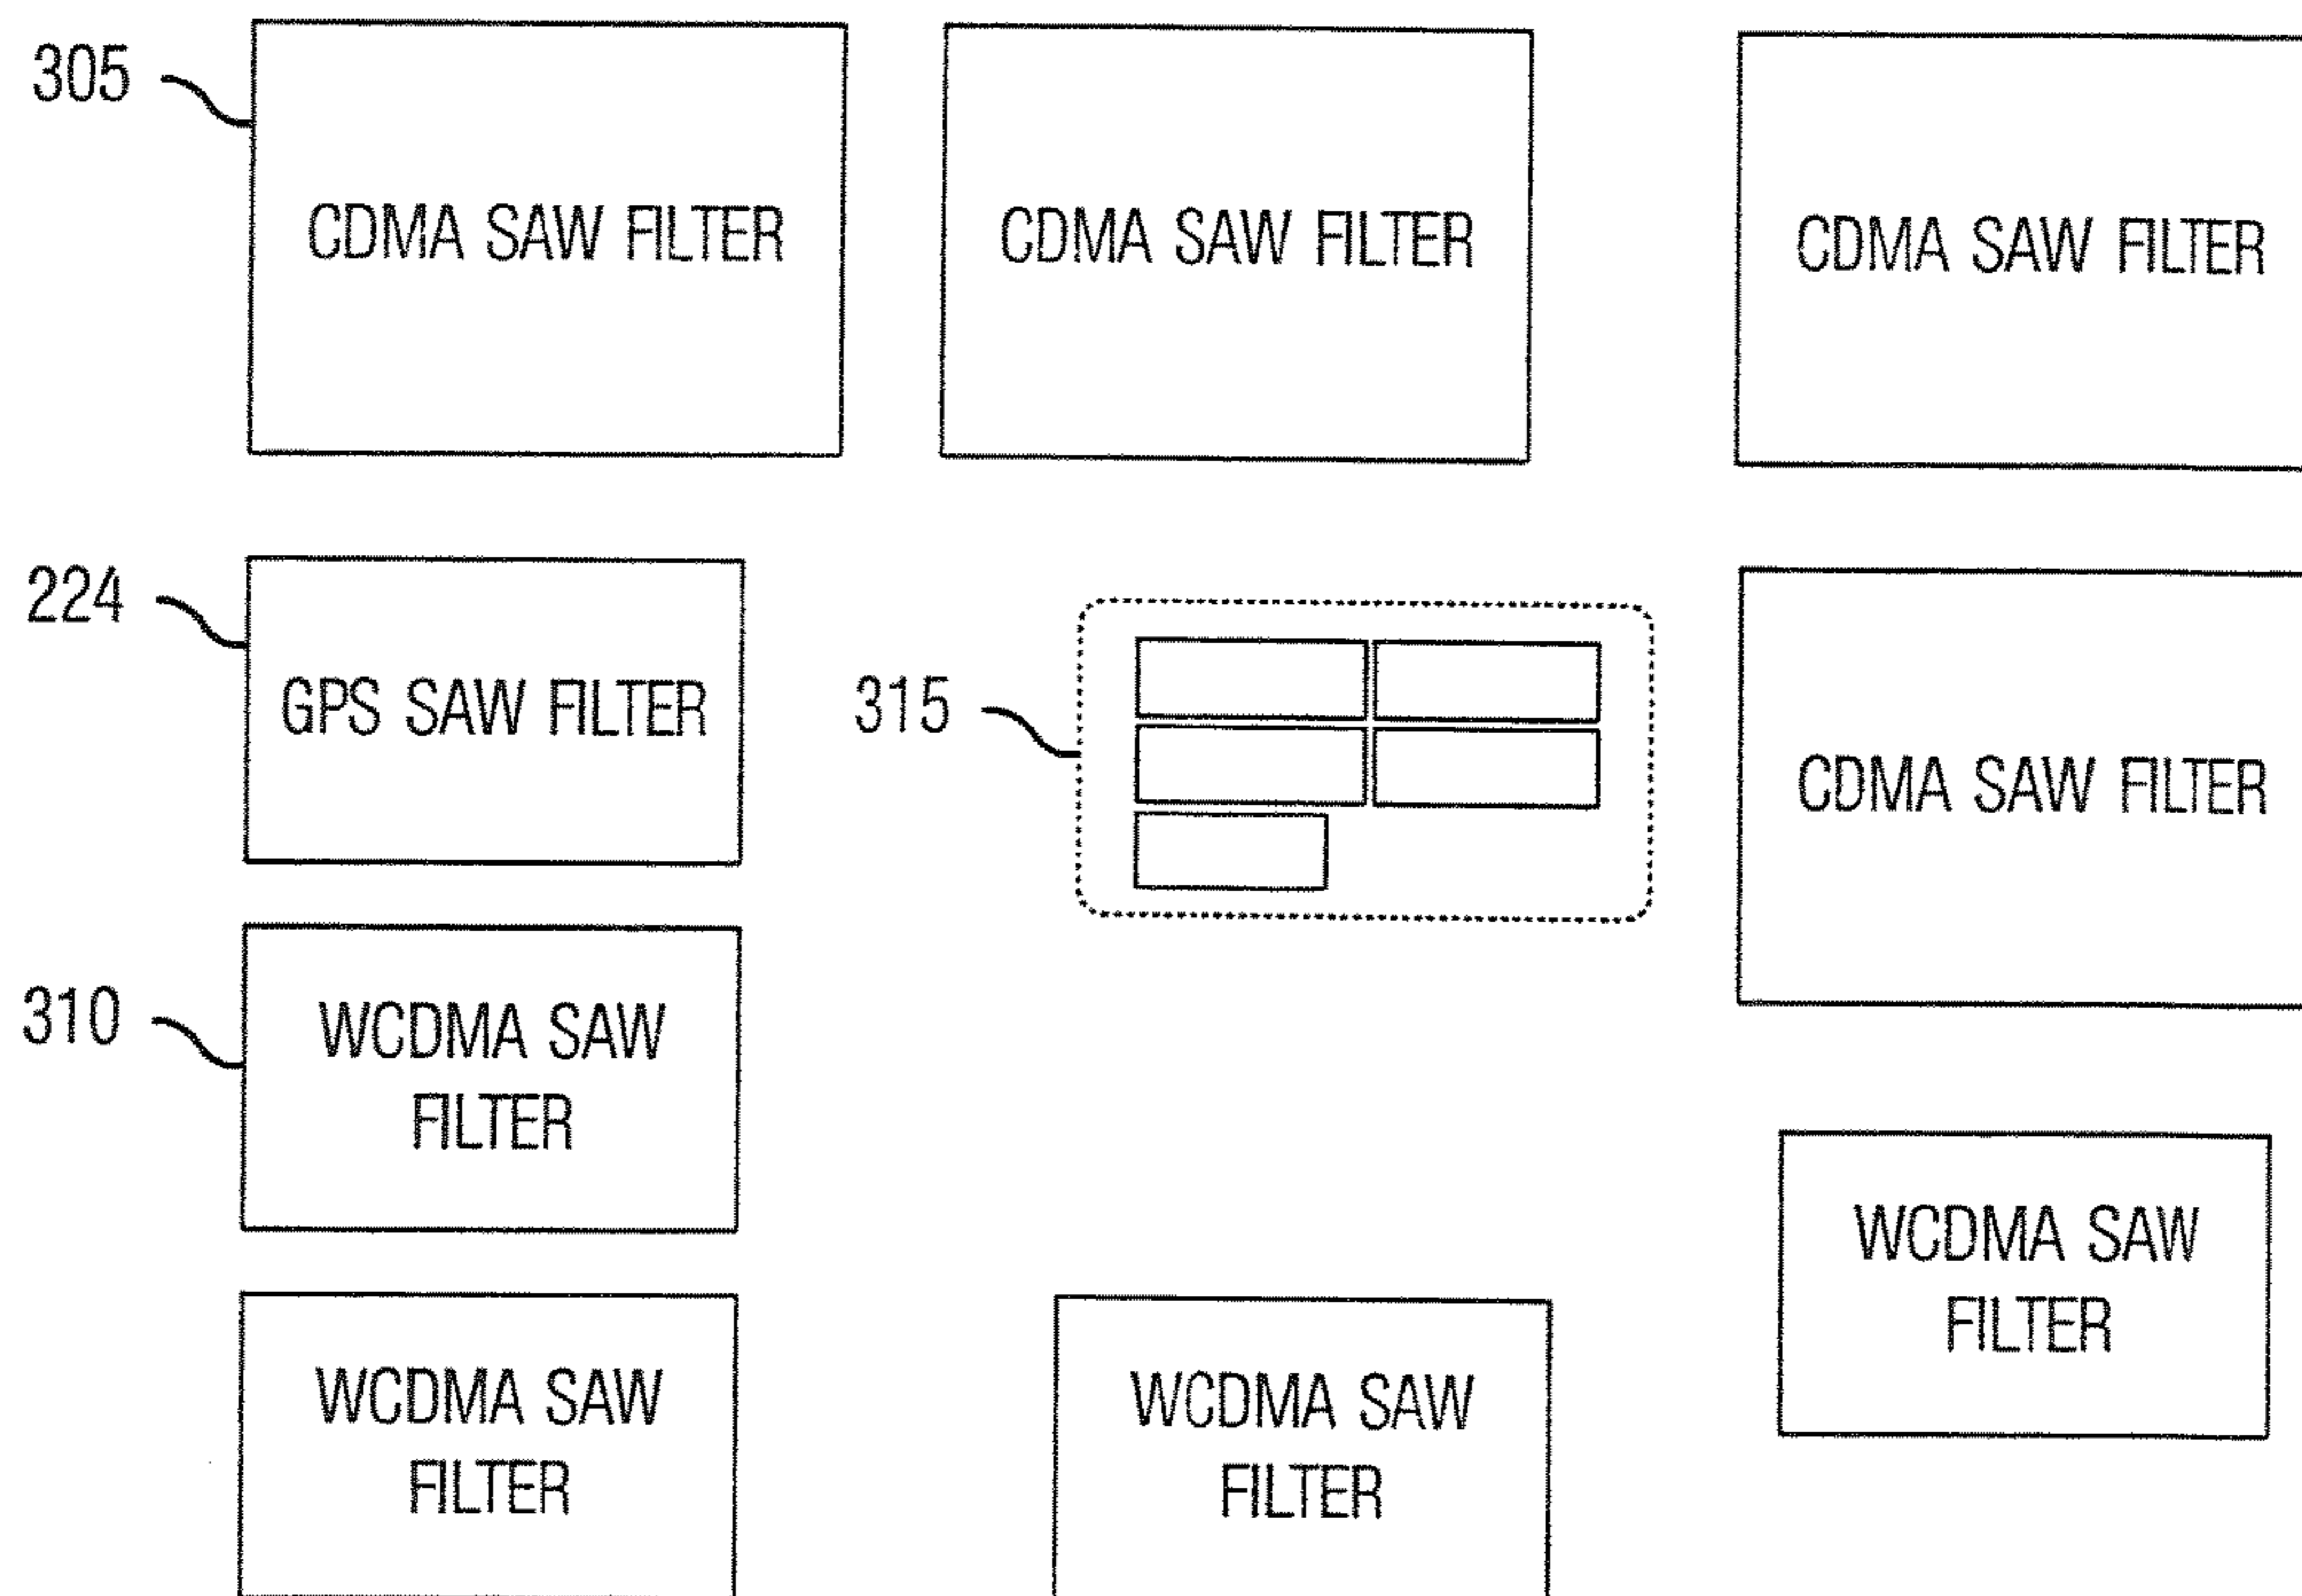 305
CDMA SAW FILTER
CDMA SAW FILTER
CDMA SAW FILTER
224
GPS SAW FILTER
315
CDMA SAW FILTER
310
WCDMA SAW
FILTER
WCDMA SAW
FILTER
WCDMA SAW
FILTER
WCDMA SAW
FILTER